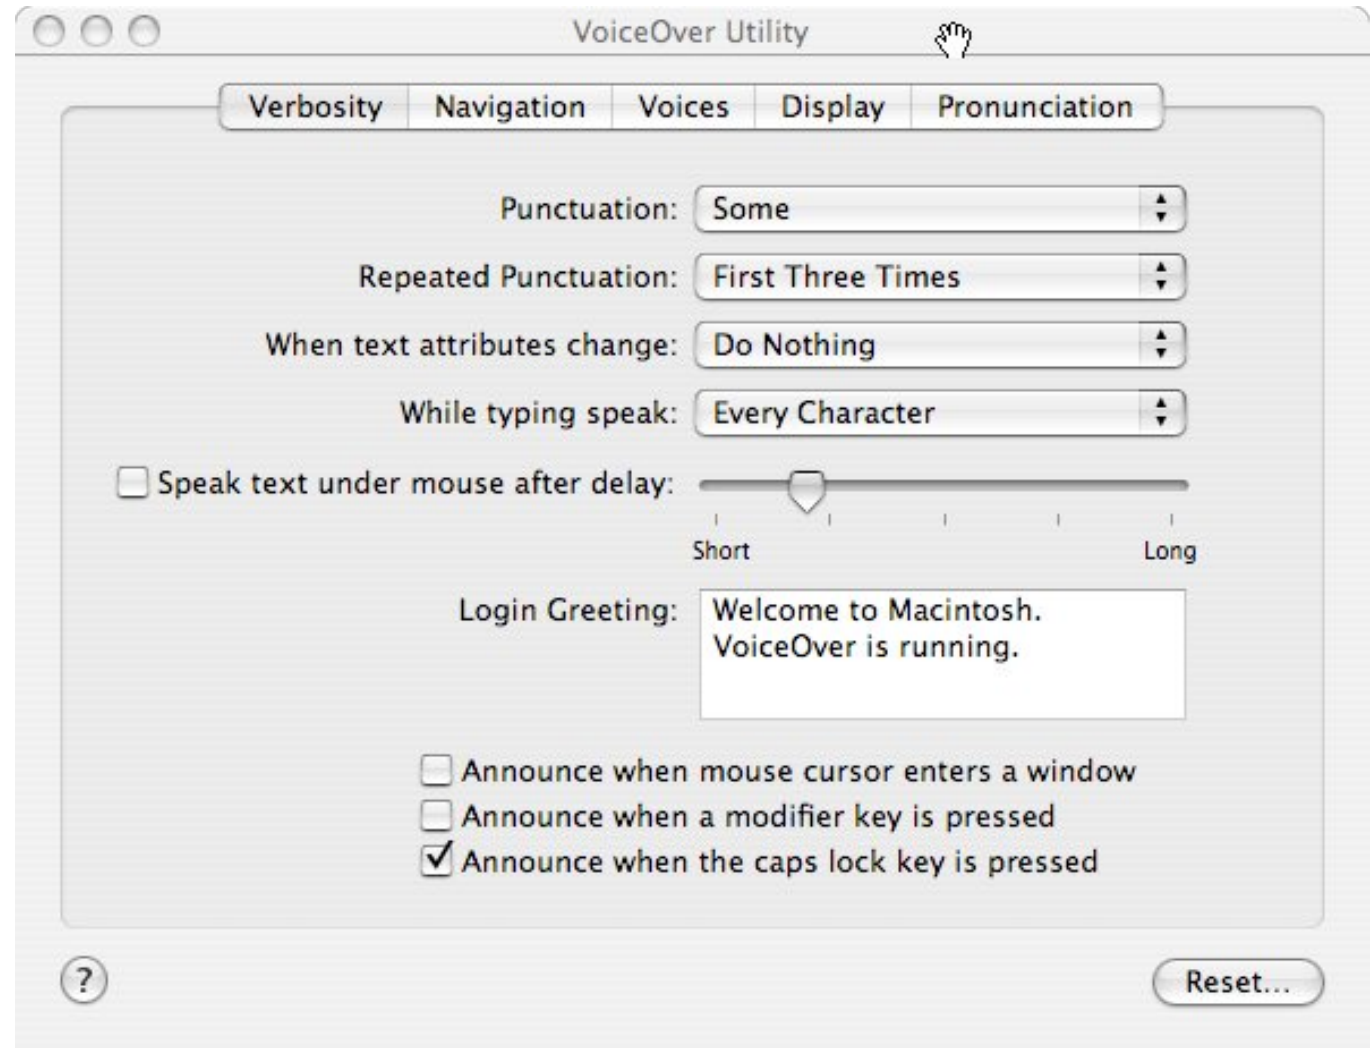 VoiceOver Utility
Verbosity Navigation Voices Display Pronunciation
Punctuation: Some
Repeated Punctuation: First Three Times
When text attributes change: Do Nothing
While typing speak: Every Character
Speak text under mouse after delay:
Short Long
Login Greeting: Welcome to Macintosh.
VoiceOver is running.
Announce when mouse cursor enters a window
Announce when a modifier key is pressed
Announce when the caps lock key is pressed
? Reset...